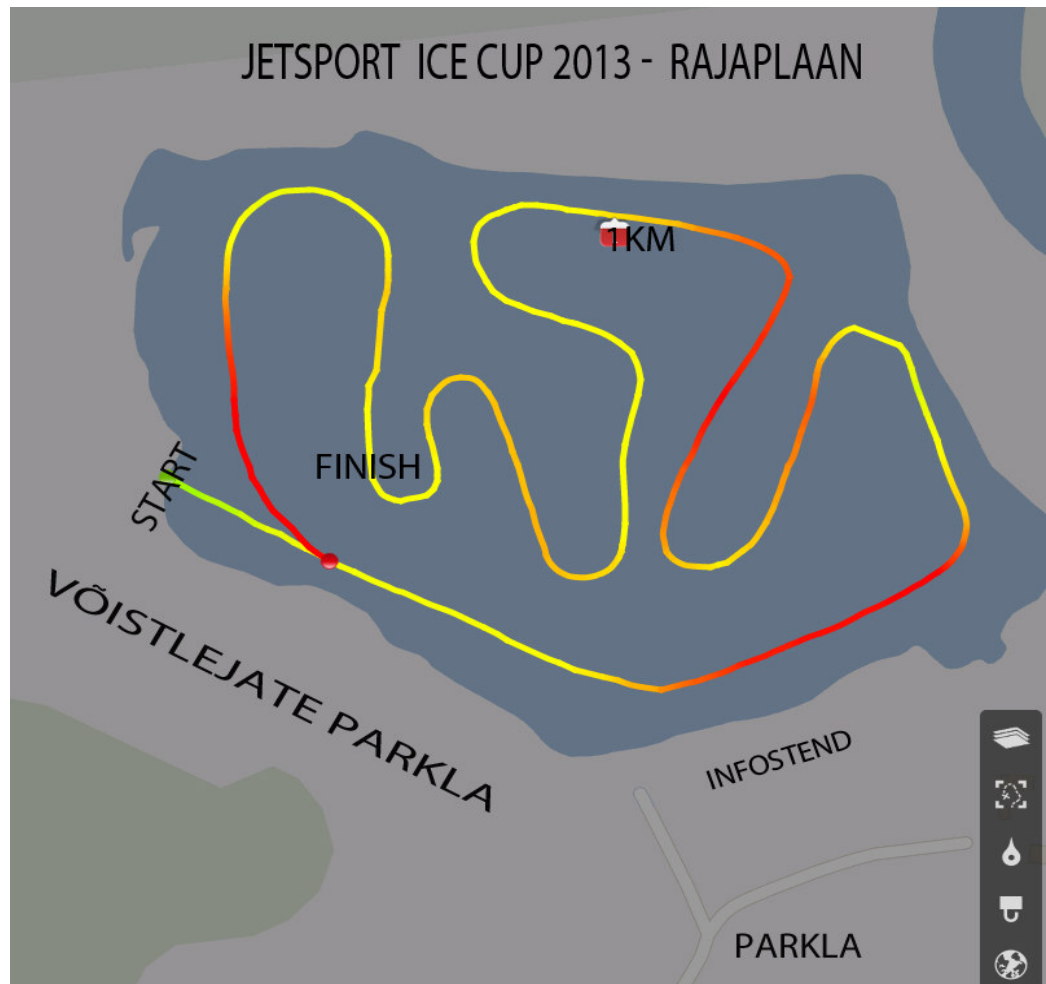 JETSPORT ICE CUP 2013 - RAJAPLAAN
1KM
START
FINISH
VÕISTLEJATE PARKLA
INFOSTEND
PARKLA